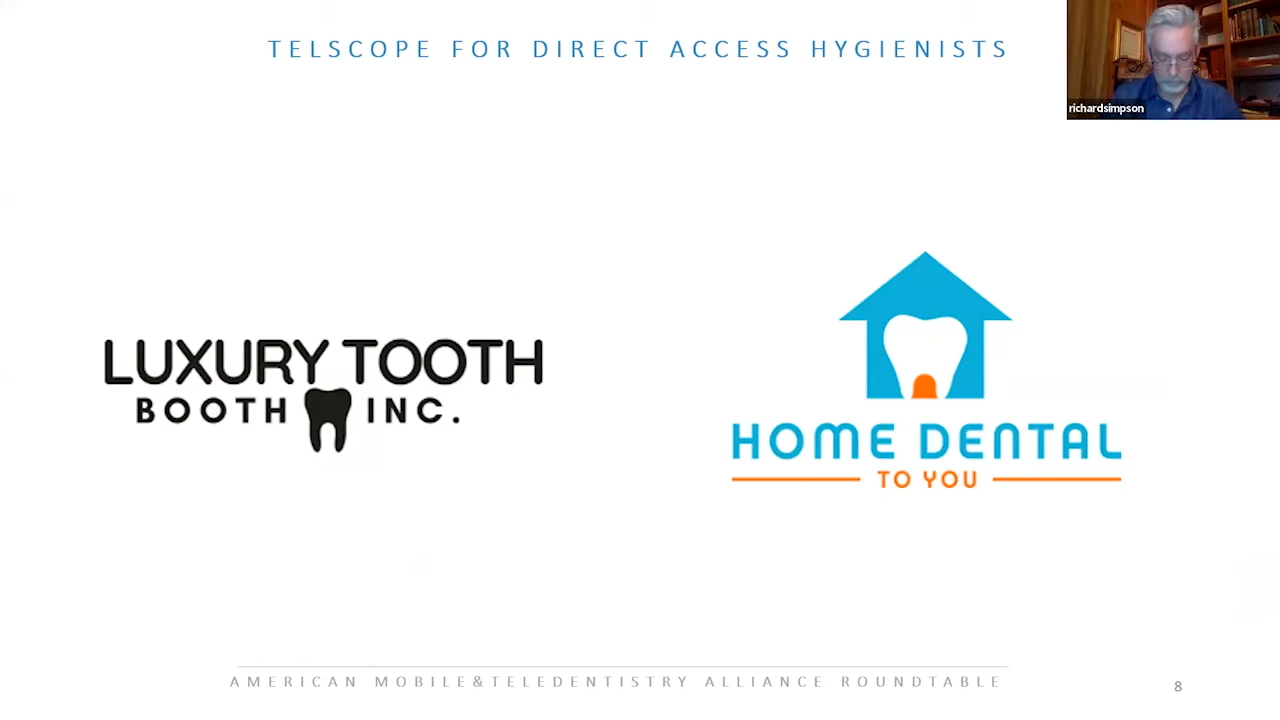 TELSCOPE FOR DIRECT ACCESS HYGIENISTS
richardsimpson
LUXURY TOOTH
BOOTH INC.
HOME DENTAL
TO YOU
AMERICAN MOBILE&TELEDENTISTRY ALLIANCE ROUNDTABLE
8